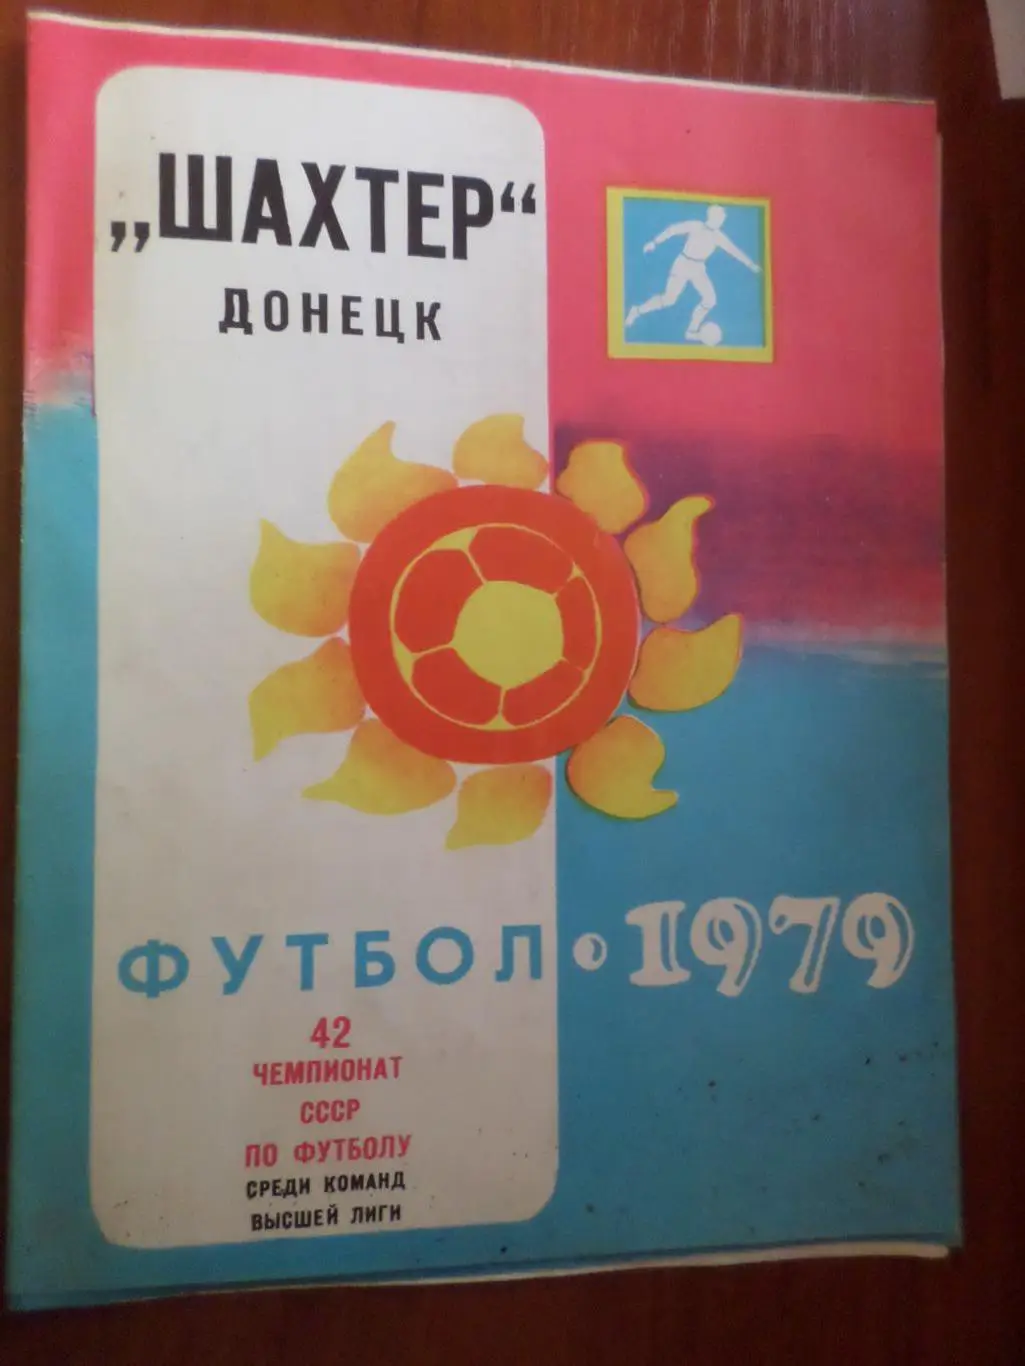 „ШАХТЕР“
ДОНЕЦК
ФУТБОЛ • 1979
42
ЧЕМПИОНАТ
СССР
ПО ФУТБОЛУ
СРЕДИ КОМАНД
ВЫСШЕЙ ЛИГИ